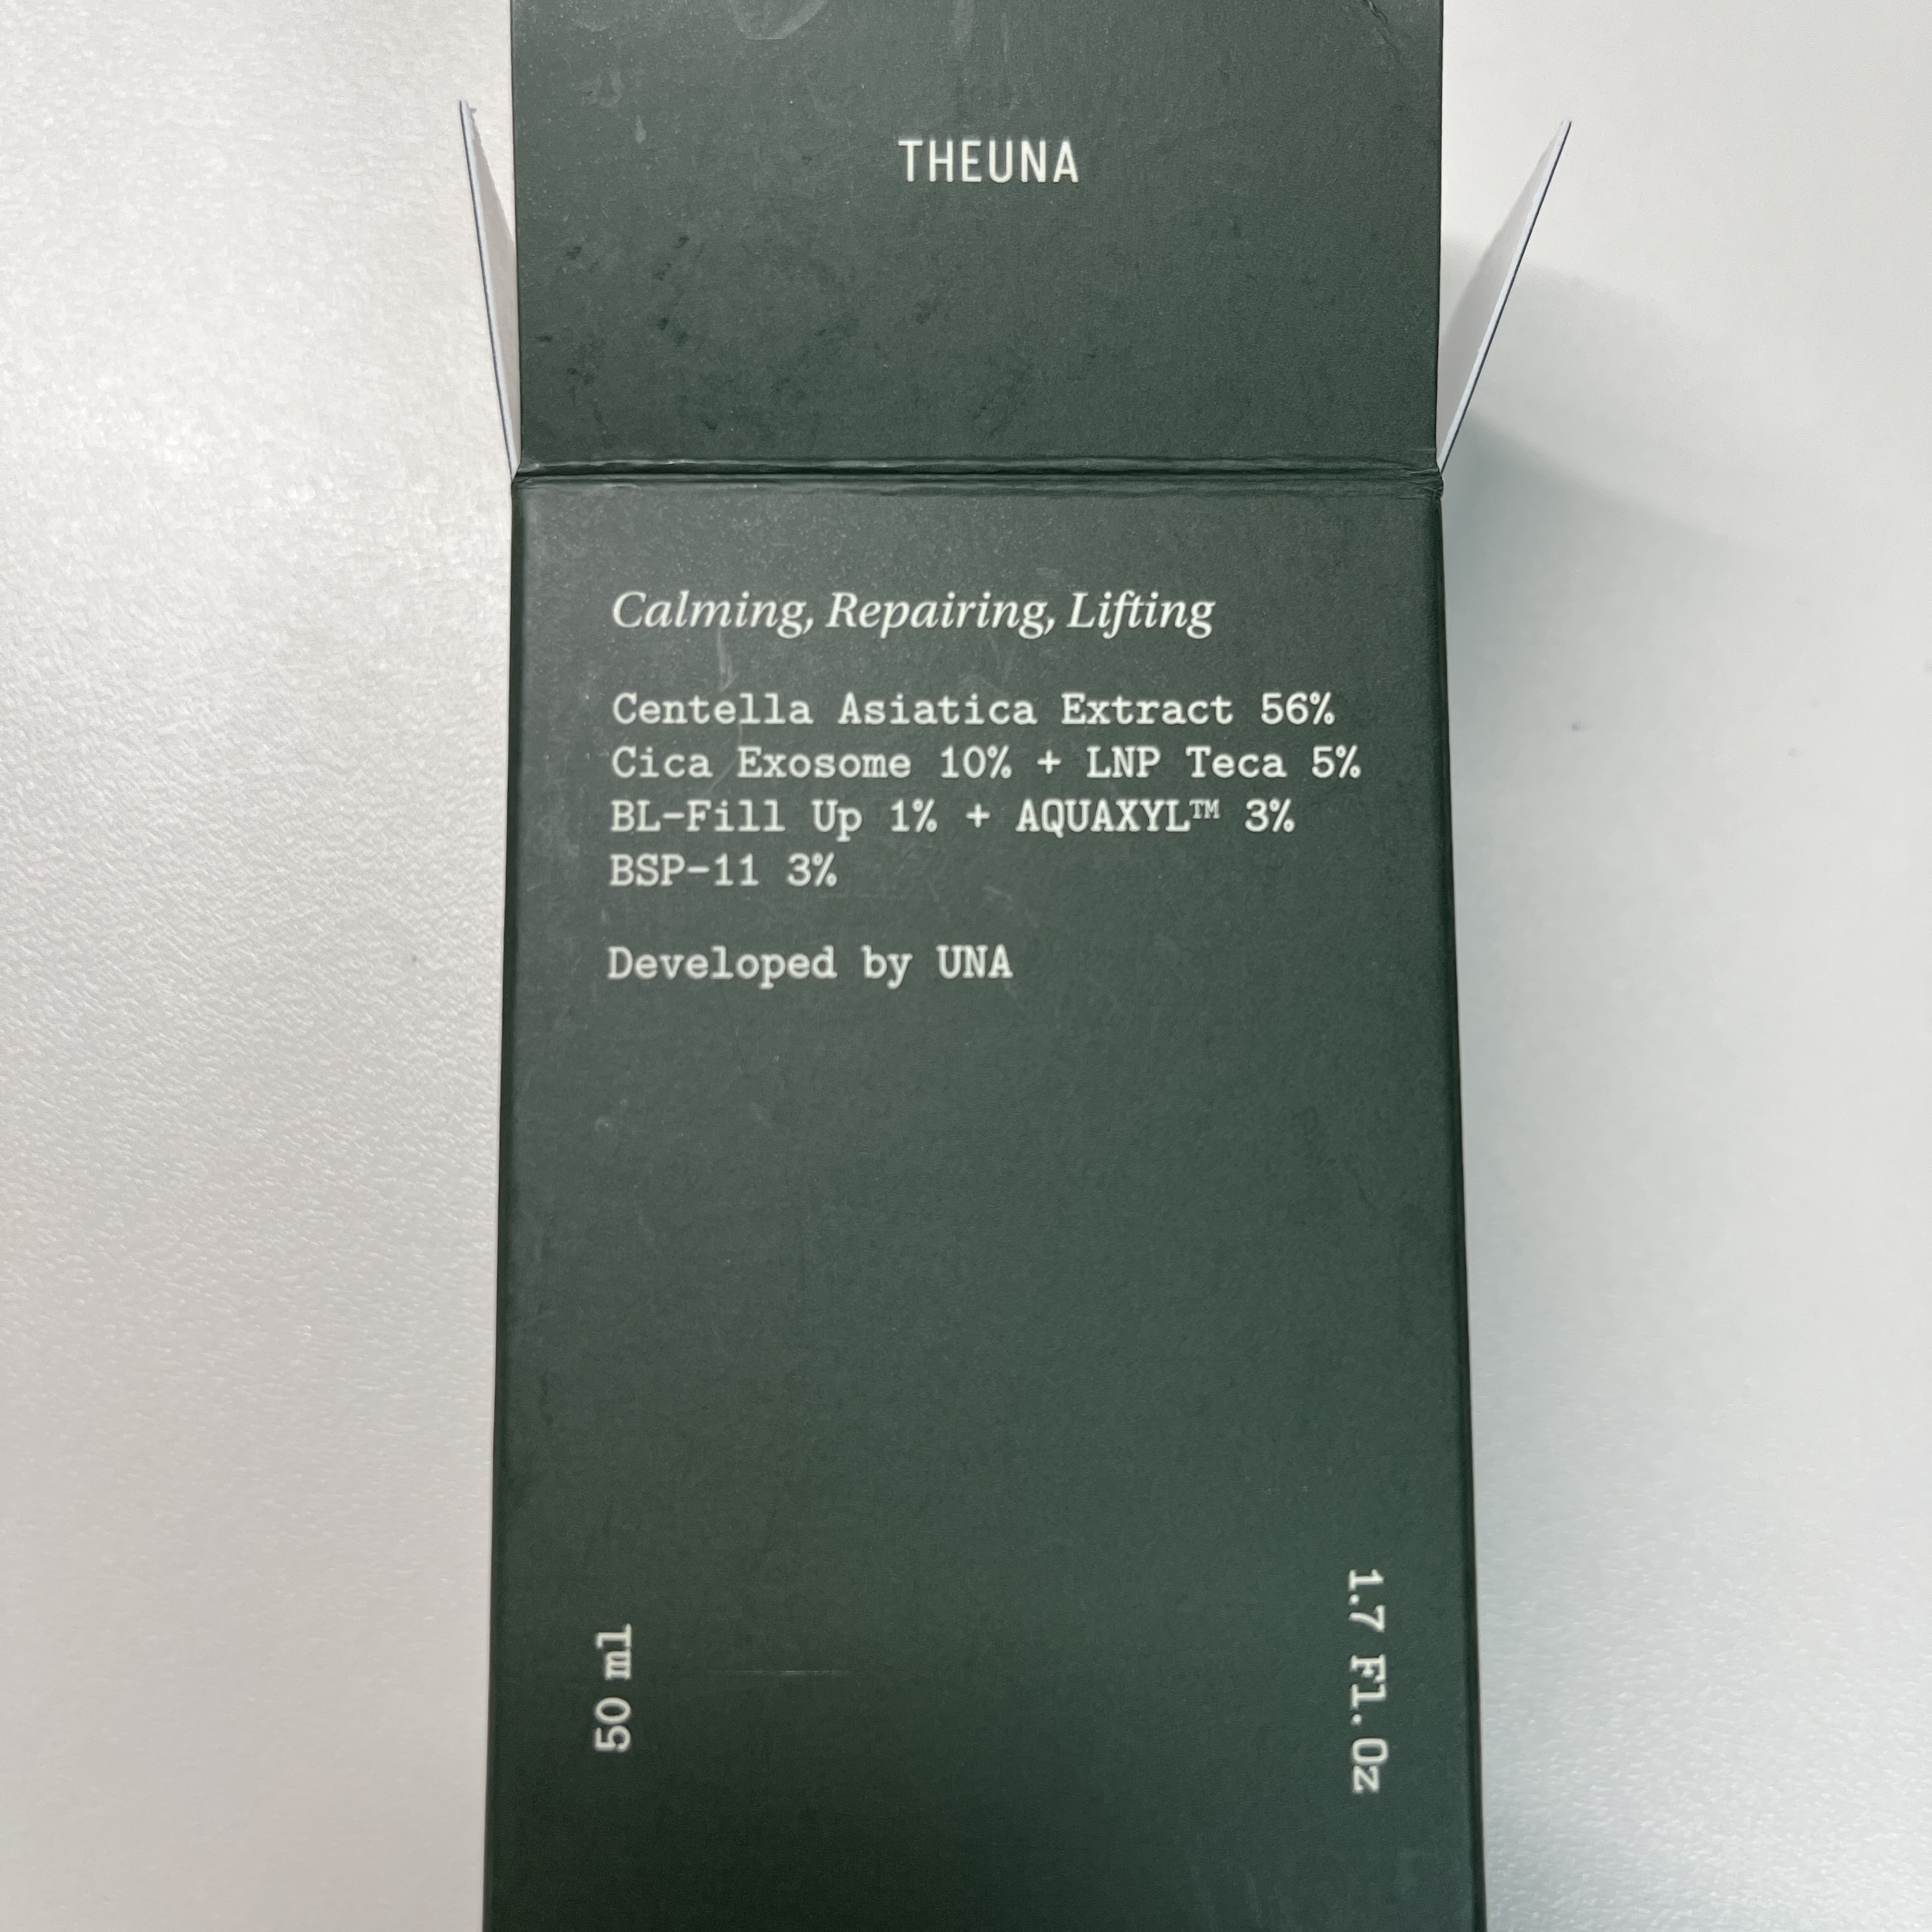 THEUNA
Calming, Repairing, Lifting
Centella Asiatica Extract 56%
Cica Exosome 10% + LNP Teca 5%
BL-Fill Up 1% + AQUAXYL™ 3%
BSP-11 3%
Developed by UNA
50 ml
1.7 Fl.Oz